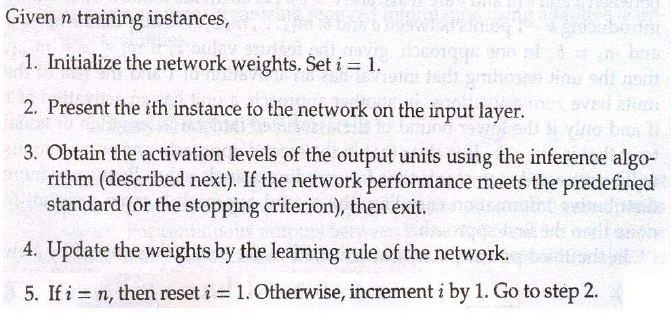 Given n training instances,
1. Initialize the network weights. Set i = 1.
2. Present the ith instance to the network on the input layer.
3. Obtain the activation levels of the output units using the inference algo-
rithm (described next). If the network performance meets the predefined
standard (or the stopping criterion), then exit.
4. Update the weights by the learning rule of the network.
5. If i = n, then reset i = 1. Otherwise, increment i by 1. Go to step 2.